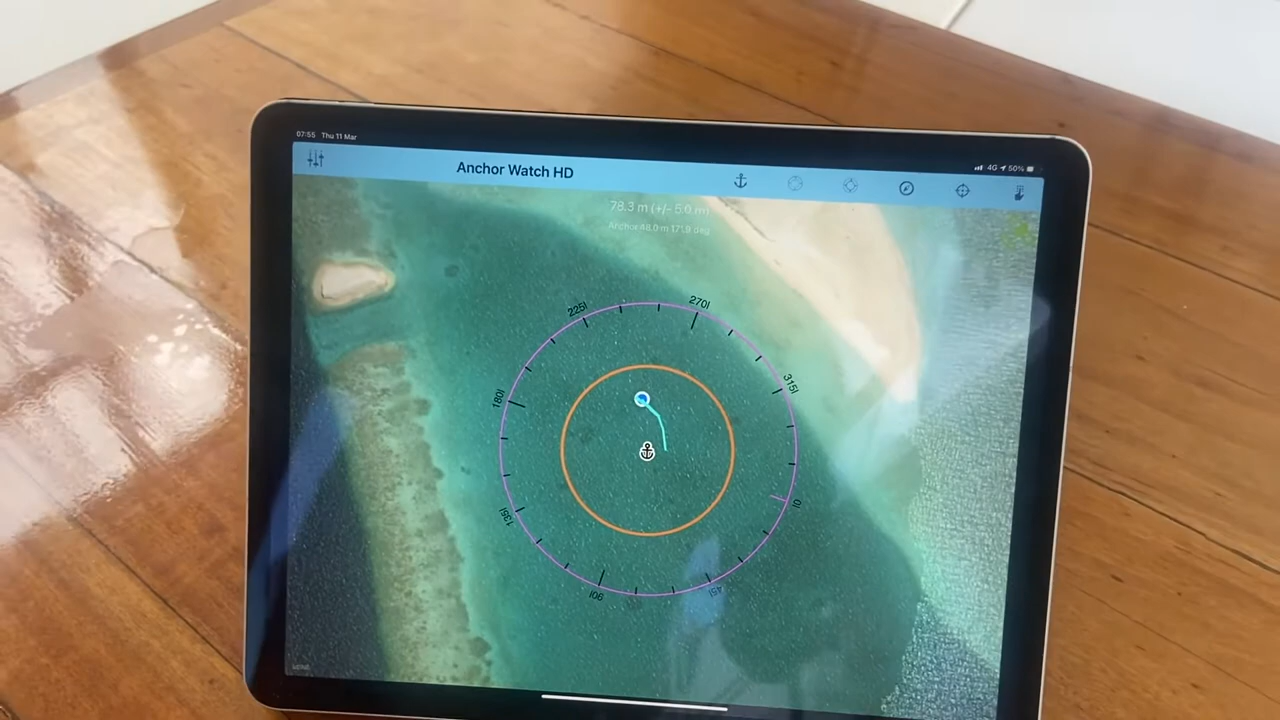 07:55 Thu 11 Mar
4G 50%
Anchor Watch HD
78.3 m (+/- 5.0 m)
Anchor 48.0 m 171.9 deg
225|
270|
315|
180|
0|
135|
90|
45|